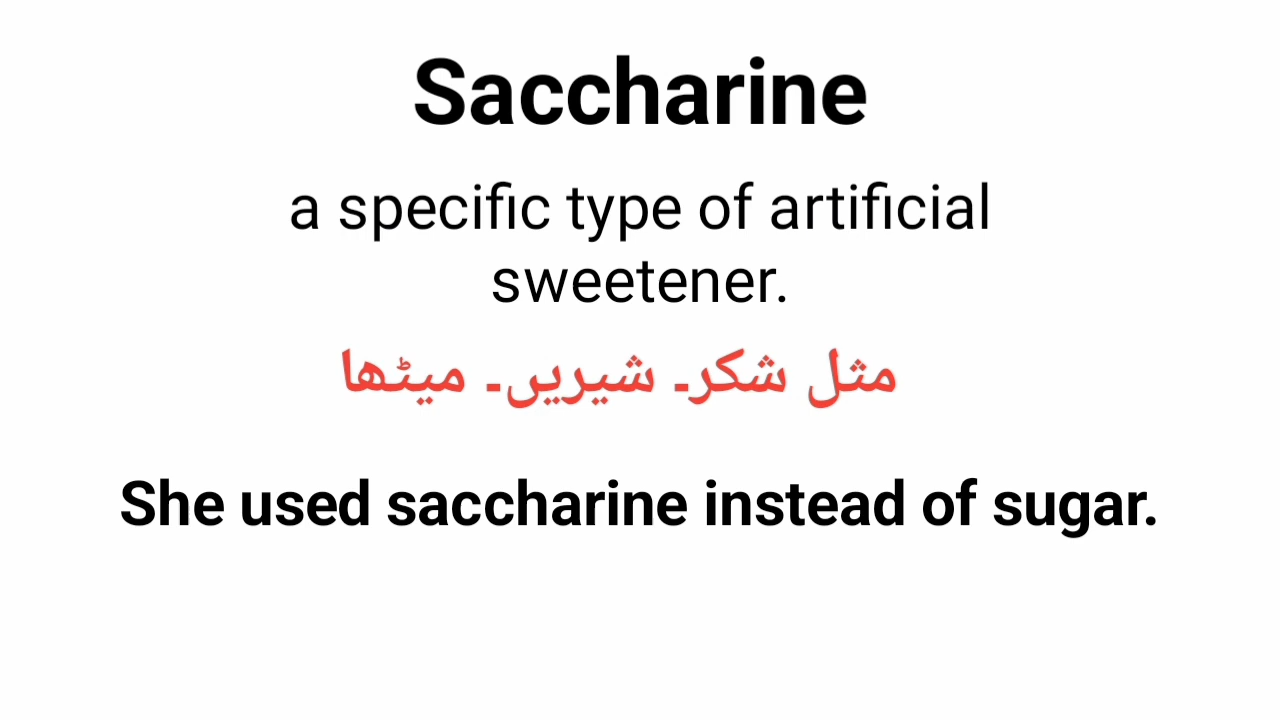 Saccharine
a specific type of artificial
sweetener.
مثل شکر۔ شیریں۔ میٹھا
She used saccharine instead of sugar.